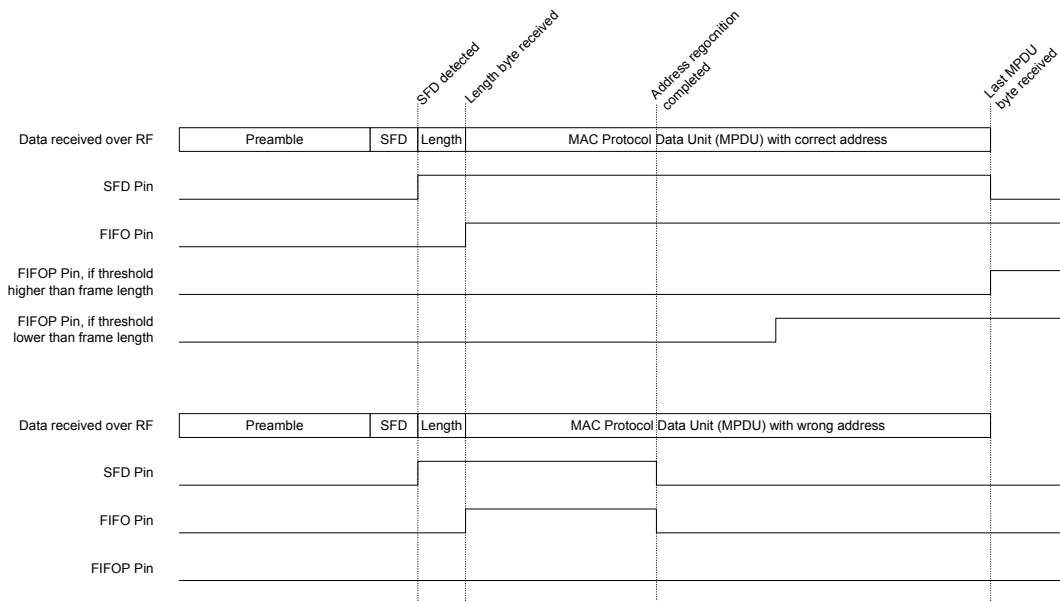 SFD detected
Length byte received
Address regocnition
completed
Last MPDU
byte received
Data received over RF
Preamble
SFD
Length
MAC Protocol Data Unit (MPDU) with correct address
SFD Pin
FIFO Pin
FIFOP Pin, if threshold
higher than frame length
FIFOP Pin, if threshold
lower than frame length
Data received over RF
Preamble
SFD
Length
MAC Protocol Data Unit (MPDU) with wrong address
SFD Pin
FIFO Pin
FIFOP Pin